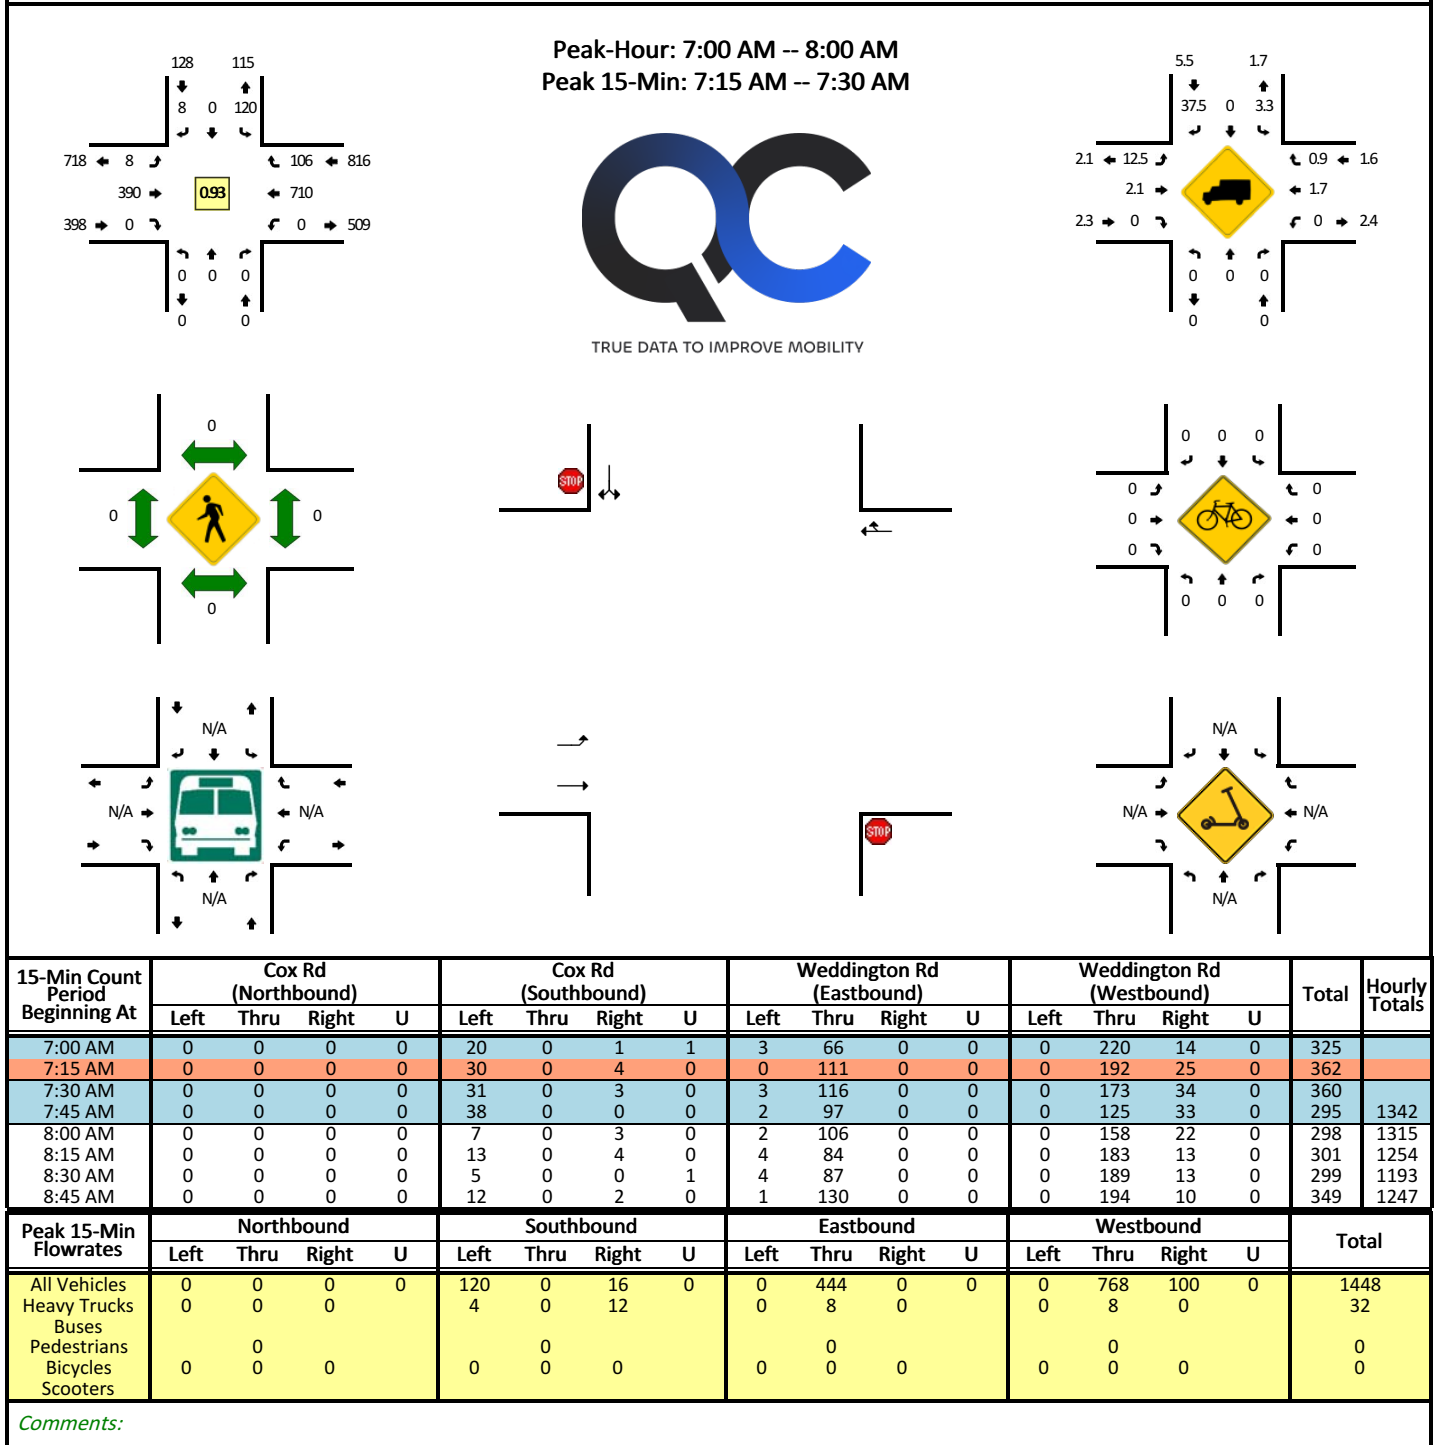 Peak-Hour: 7:00 AM -- 8:00 AM
Peak 15-Min: 7:15 AM -- 7:30 AM
128 115
8 0 120
718 8 106 816
390 0.93 710
398 0 0 509
0 0 0
0 0
QC
TRUE DATA TO IMPROVE MOBILITY
5.5 1.7
37.5 0 3.3
2.1 12.5 0.9 1.6
2.1 1.7
2.3 0 0 2.4
0 0 0
0 0
0
0 0
0
STOP
STOP
0 0 0
0 0
0 0
0 0
0 0 0
N/A
N/A N/A
N/A
N/A
N/A N/A
N/A
15-Min Count Period Beginning At Cox Rd (Northbound) Cox Rd (Southbound) Weddington Rd (Eastbound) Weddington Rd (Westbound) Total Hourly Totals
Left Thru Right U Left Thru Right U Left Thru Right U Left Thru Right U
7:00 AM 0 0 0 0 20 0 1 1 3 66 0 0 0 220 14 0 325
7:15 AM 0 0 0 0 30 0 4 0 0 111 0 0 0 192 25 0 362
7:30 AM 0 0 0 0 31 0 3 0 3 116 0 0 0 173 34 0 360
7:45 AM 0 0 0 0 38 0 0 0 2 97 0 0 0 125 33 0 295 1342
8:00 AM 0 0 0 0 7 0 3 0 2 106 0 0 0 158 22 0 298 1315
8:15 AM 0 0 0 0 13 0 4 0 4 84 0 0 0 183 13 0 301 1254
8:30 AM 0 0 0 0 5 0 0 1 4 87 0 0 0 189 13 0 299 1193
8:45 AM 0 0 0 0 12 0 2 0 1 130 0 0 0 194 10 0 349 1247
Peak 15-Min Flowrates Northbound Southbound Eastbound Westbound Total
Left Thru Right U Left Thru Right U Left Thru Right U Left Thru Right U
All Vehicles 0 0 0 0 120 0 16 0 0 444 0 0 0 768 100 0 1448
Heavy Trucks 0 0 0 4 0 12 0 8 0 0 8 0 32
Buses
Pedestrians 0 0 0 0 0
Bicycles 0 0 0 0 0 0 0 0 0 0 0 0 0
Scooters
Comments: